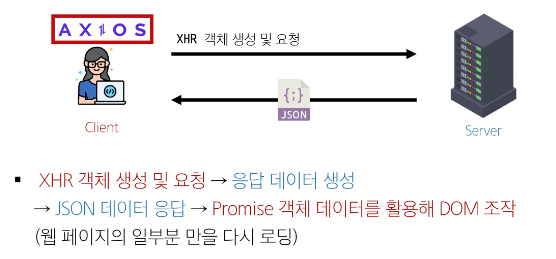 AXIOS
XHR 객체 생성 및 요청
{;}
JSON
Client
Server
▪ XHR 객체 생성 및 요청 → 응답 데이터 생성
→ JSON 데이터 응답 → Promise 객체 데이터를 활용해 DOM 조작
(웹 페이지의 일부분 만을 다시 로딩)